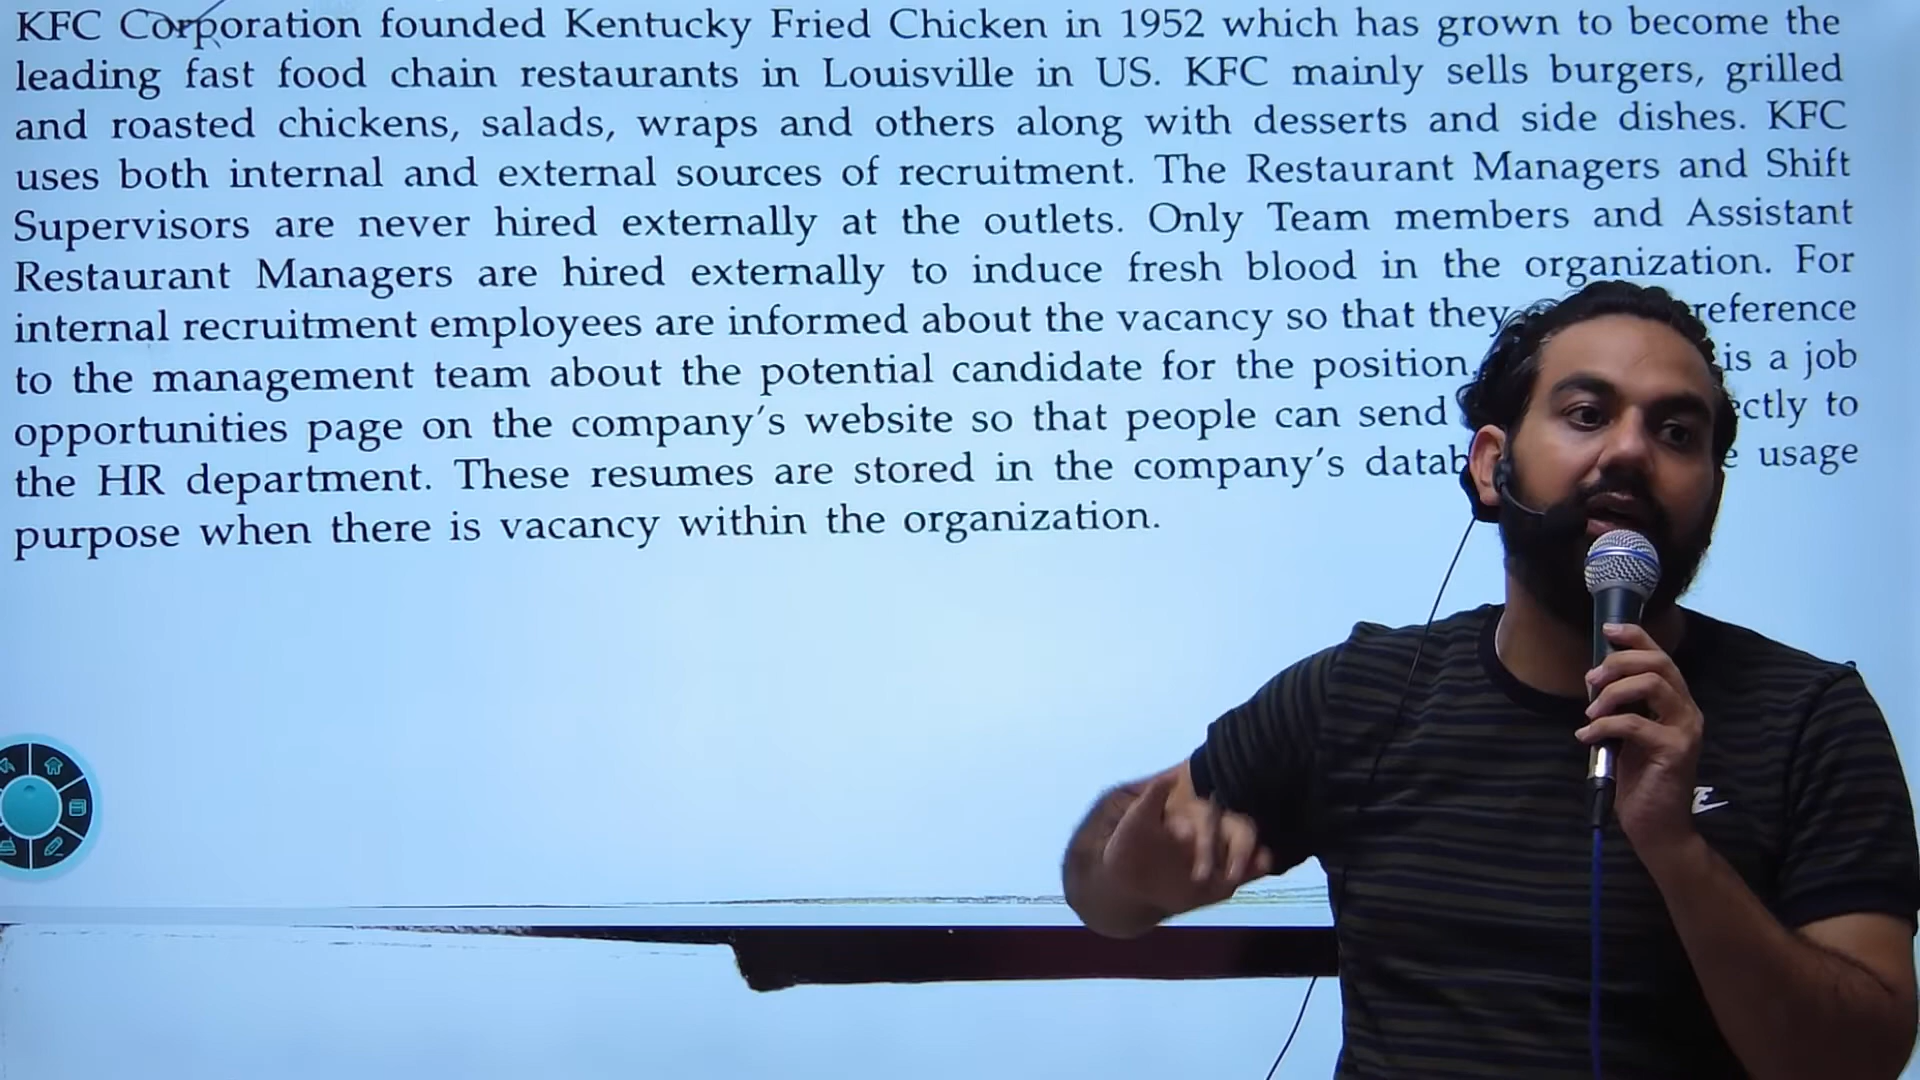 KFC Corporation founded Kentucky Fried Chicken in 1952 which has grown to become the
leading fast food chain restaurants in Louisville in US. KFC mainly sells burgers, grilled
and roasted chickens, salads, wraps and others along with desserts and side dishes. KFC
uses both internal and external sources of recruitment. The Restaurant Managers and Shift
Supervisors are never hired externally at the outlets. Only Team members and Assistant
Restaurant Managers are hired externally to induce fresh blood in the organization. For
internal recruitment employees are informed about the vacancy so that they
to the management team about the potential candidate for the position, is a job
opportunities page on the company's website so that people can send to
the HR department. These resumes are stored in the company's usage
purpose when there is vacancy within the organization.